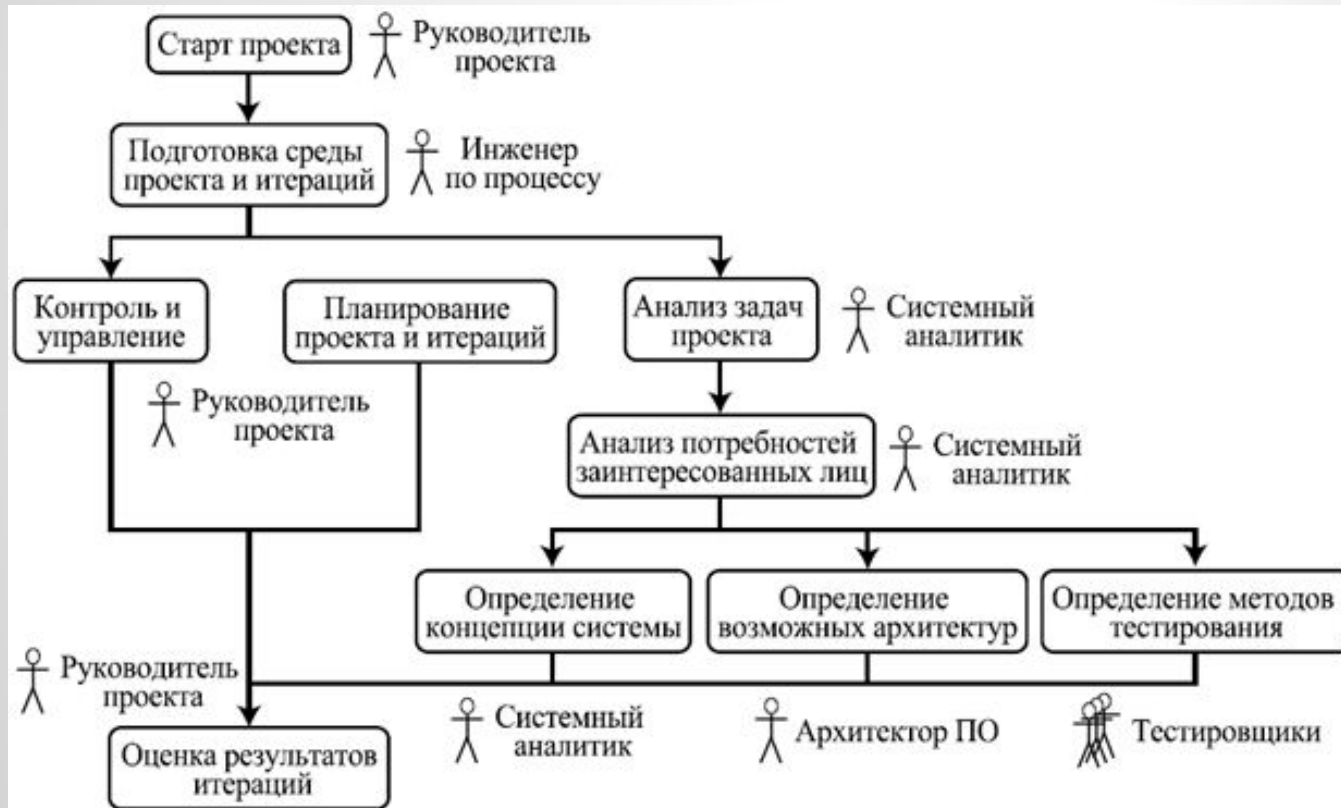 Старт проекта
Руководитель
проекта
Подготовка среды
проекта и итераций
Инженер
по процессу
Контроль и
управление
Планирование
проекта и итераций
Анализ задач
проекта
Системный
аналитик
Руководитель
проекта
Анализ потребностей
заинтересованных лиц
Системный
аналитик
Определение
концепции системы
Определение
возможных архитектур
Определение методов
тестирования
Руководитель
проекта
Системный
аналитик
Архитектор ПО
Тестировщики
Оценка результатов
итераций